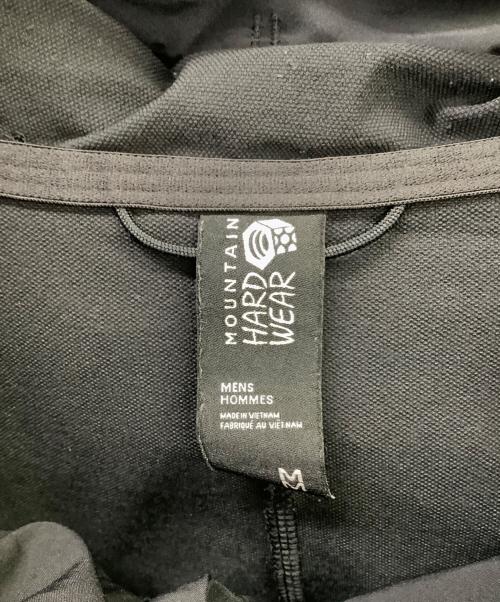 MOUNTAIN
HARD
WEAR
MENS
HOMMES
MADE IN VIETNAM
FABRIQUÉ AU VIETNAM
M